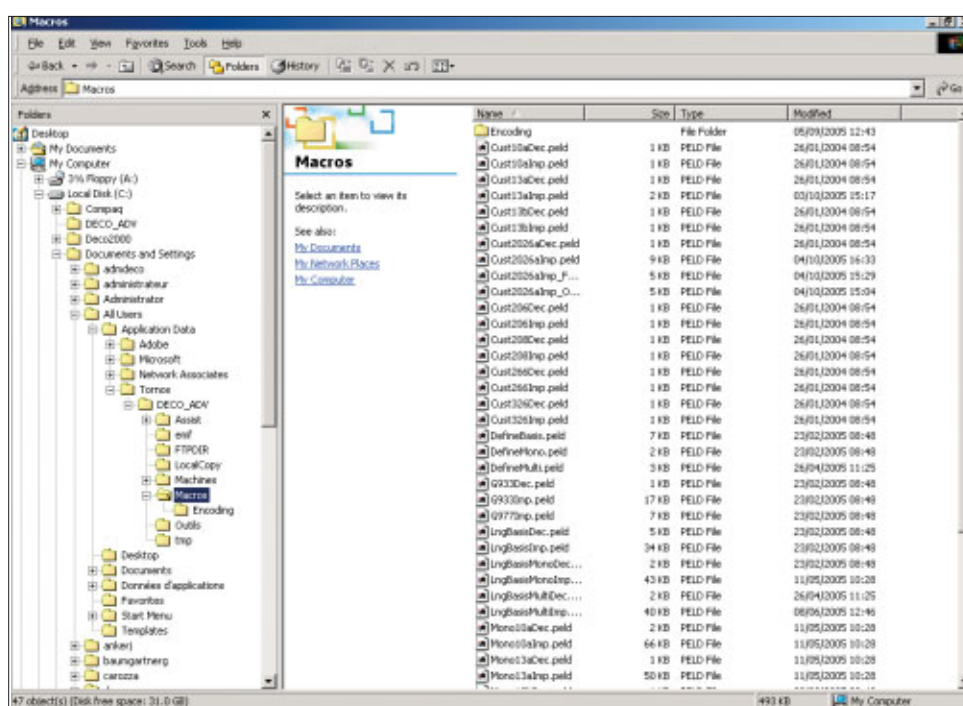 Macros
File Edit View Favorites Tools Help
Back Search Folders History
Address Macros Go
Folders
Desktop
My Documents
My Computer
3½ Floppy (A:)
Local Disk (C:)
Compaq
DECO_ADV
Deco2000
Documents and Settings
admdeco
administrateur
Administrator
All Users
Application Data
Adobe
Microsoft
Network Associates
Tornos
DECO_ADV
Assist
emf
FTPDIR
LocalCopy
Machines
Macros
Encoding
Outils
tmp
Desktop
Documents
Données d'applications
Favorites
Start Menu
Templates
ankerj
baumgartnerg
carozza
Macros
Select an item to view its
description.
See also:
My Documents
My Network Places
My Computer
Name Size Type Modified
Encoding File Folder 05/09/2005 12:43
Cust10aDec.peld 1 KB PELD File 26/01/2004 08:54
Cust10aImp.peld 1 KB PELD File 26/01/2004 08:54
Cust13aDec.peld 1 KB PELD File 26/01/2004 08:54
Cust13aImp.peld 2 KB PELD File 03/10/2005 15:17
Cust13bDec.peld 1 KB PELD File 26/01/2004 08:54
Cust13bImp.peld 1 KB PELD File 26/01/2004 08:54
Cust2026aDec.peld 1 KB PELD File 26/01/2004 08:54
Cust2026aImp.peld 9 KB PELD File 04/10/2005 16:33
Cust2026aImp_F... 5 KB PELD File 04/10/2005 15:29
Cust2026aImp_O... 5 KB PELD File 04/10/2005 15:04
Cust206Dec.peld 1 KB PELD File 26/01/2004 08:54
Cust206Imp.peld 1 KB PELD File 26/01/2004 08:54
Cust208Dec.peld 1 KB PELD File 26/01/2004 08:54
Cust208Imp.peld 1 KB PELD File 26/01/2004 08:54
Cust266Dec.peld 1 KB PELD File 26/01/2004 08:54
Cust266Imp.peld 1 KB PELD File 26/01/2004 08:54
Cust326Dec.peld 1 KB PELD File 26/01/2004 08:54
Cust326Imp.peld 1 KB PELD File 26/01/2004 08:54
DefineBasis.peld 7 KB PELD File 23/02/2005 08:48
DefineMono.peld 2 KB PELD File 23/02/2005 08:48
DefineMulti.peld 3 KB PELD File 26/04/2005 11:25
G933Dec.peld 1 KB PELD File 23/02/2005 08:48
G933Imp.peld 17 KB PELD File 23/02/2005 08:48
G977Imp.peld 7 KB PELD File 23/02/2005 08:48
LngBasisDec.peld 5 KB PELD File 23/02/2005 08:48
LngBasisImp.peld 34 KB PELD File 23/02/2005 08:48
LngBasisMonoDec... 2 KB PELD File 23/02/2005 08:48
LngBasisMonoImp... 43 KB PELD File 11/05/2005 10:28
LngBasisMultiDec.... 2 KB PELD File 26/04/2005 11:25
LngBasisMultiImp.... 40 KB PELD File 08/06/2005 12:46
Mono10aDec.peld 2 KB PELD File 11/05/2005 10:28
Mono10aImp.peld 66 KB PELD File 11/05/2005 10:28
Mono13aDec.peld 1 KB PELD File 11/05/2005 10:28
Mono13aImp.peld 50 KB PELD File 11/05/2005 10:28
47 object(s) (Disk free space: 31.0 GB) 493 KB My Computer